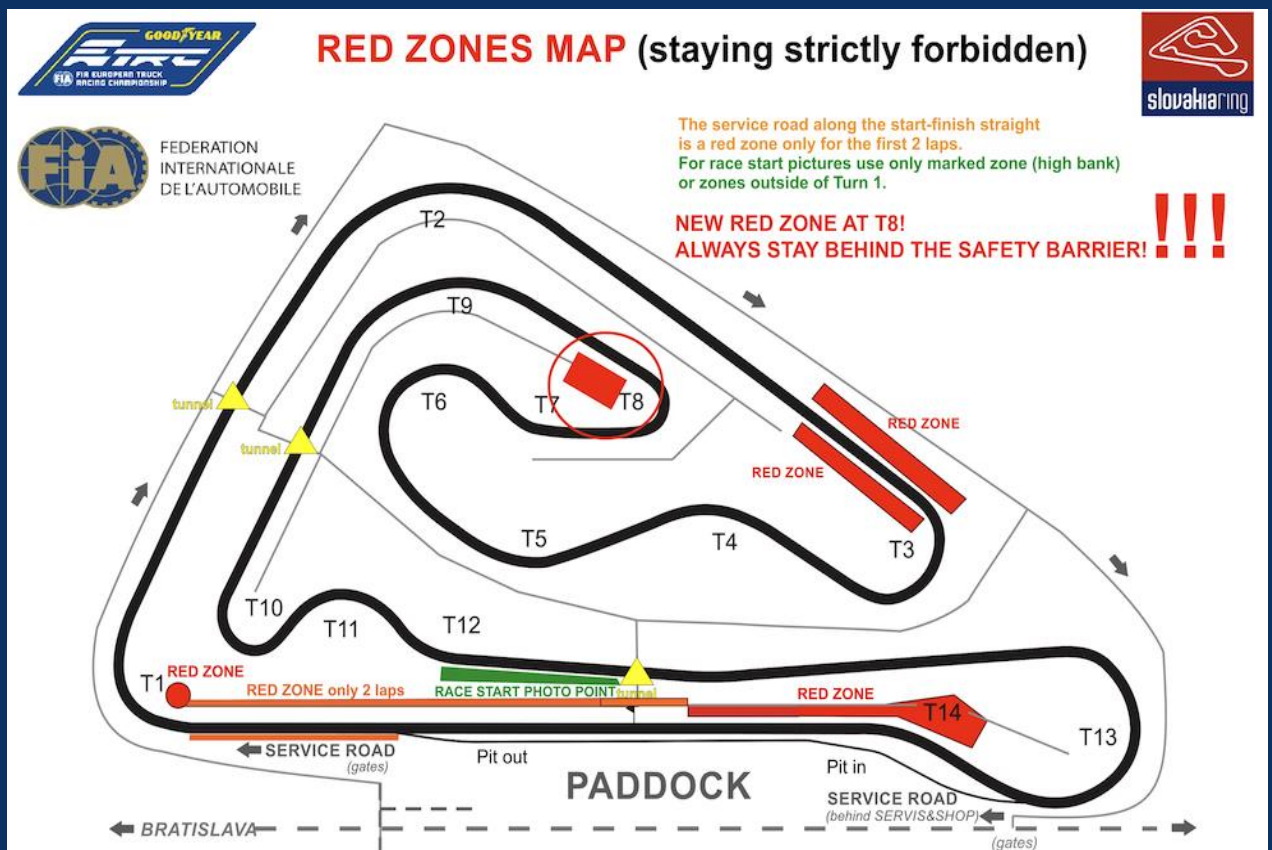 GOODYEAR
ETRC
FIA EUROPEAN TRUCK
RACING CHAMPIONSHIP
RED ZONES MAP (staying strictly forbidden)
slovakiaring
FiA
FEDERATION
INTERNATIONALE
DE L'AUTOMOBILE
The service road along the start-finish straight
is a red zone only for the first 2 laps.
For race start pictures use only marked zone (high bank)
or zones outside of Turn 1.
NEW RED ZONE AT T8!
ALWAYS STAY BEHIND THE SAFETY BARRIER!
!!!
T2
T9
T6
T7
T8
tunnel
RED ZONE
tunnel
RED ZONE
T5
T4
T3
T10
T11
T12
T1
RED ZONE
RED ZONE only 2 laps
RACE START PHOTO POINT
tunnel
RED ZONE
T14
T13
SERVICE ROAD
(gates)
Pit out
PADDOCK
Pit in
SERVICE ROAD
(behind SERVIS&SHOP)
BRATISLAVA
(gates)